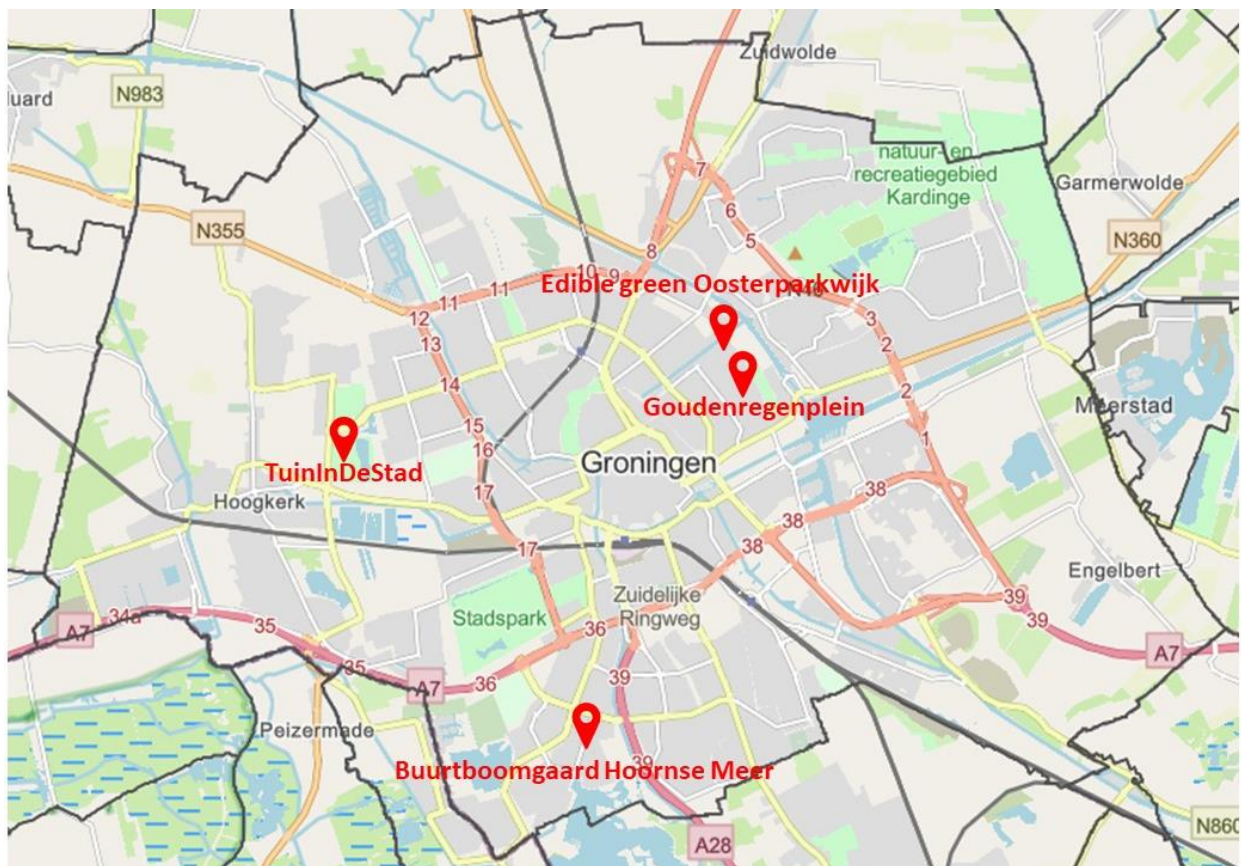 Zuidwolde
N983
luard
7
natuur- en
recreatiegebied
Kardinge
Garmerwolde
6
N355
5
8
N360
10
9
11
11
Edible green Oosterparkwijk
12
3
13
2
14
2
Goudenregenplein
Meerstad
15
1
16
Groningen
TuinInDeStad
17
38
Hoogkerk
38
17
38
Engelbert
Zuidelijke
Ringweg
39
Stadspark
34a
35
A7
36
39
A7
35
39
A7
36
Peizermade
39
Buurtboomgaard Hoornse Meer
N860
A28